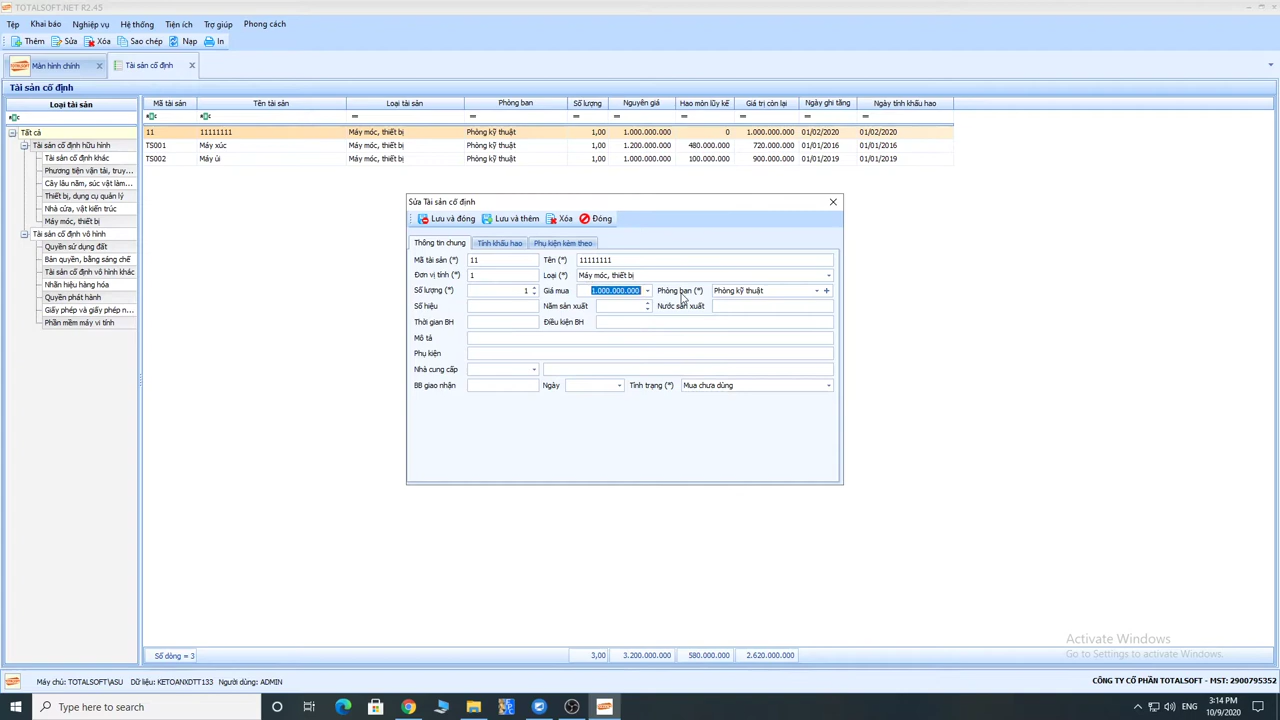 TOTALSOFT.NET R2.45
Tệp Khai báo Nghiệp vụ Hệ thống Tiện ích Trợ giúp Phong cách
Thêm Sửa Xóa Sao chép Nạp In
Màn hình chính Tài sản cố định
Tài sản cố định
Loại tài sản Mã tài sản Tên tài sản Loại tài sản Phòng ban Số lượng Nguyên giá Hao mòn lũy kế Giá trị còn lại Ngày ghi tăng Ngày tính khấu hao
= = = = = = = =
Tất cả
11 11111111 Máy móc, thiết bị Phòng kỹ thuật 1,00 1.000.000.000 0 1.000.000.000 01/02/2020 01/02/2020
Tài sản cố định hữu hình
TS001 Máy xúc Máy móc, thiết bị Phòng kỹ thuật 1,00 1.200.000.000 480.000.000 720.000.000 01/01/2016 01/01/2016
Tài sản cố định khác
TS002 Máy ủi Máy móc, thiết bị Phòng kỹ thuật 1,00 1.000.000.000 100.000.000 900.000.000 01/01/2019 01/01/2019
Phương tiện vận tải, truy...
Cây lâu năm, súc vật làm...
Thiết bị, dụng cụ quản lý
Nhà cửa, vật kiến trúc
Máy móc, thiết bị
Tài sản cố định vô hình
Quyền sử dụng đất
Bản quyền, bằng sáng chế
Tài sản cố định vô hình khác
Nhãn hiệu hàng hóa
Quyền phát hành
Giấy phép và giấy phép n...
Phần mềm máy vi tính
Sửa Tài sản cố định
Lưu và đóng Lưu và thêm Xóa Đóng
Thông tin chung Tính khấu hao Phụ kiện kèm theo
Mã tài sản (*) 11 Tên (*) 11111111
Đơn vị tính (*) 1 Loại (*) Máy móc, thiết bị
Số lượng (*) 1 Giá mua 1.000.000.000 Phòng ban (*) Phòng kỹ thuật
Số hiệu Năm sản xuất Nước sản xuất
Thời gian BH Điều kiện BH
Mô tả
Phụ kiện
Nhà cung cấp
BB giao nhận Ngày Tính trạng (*) Mua chưa dùng
Activate Windows
Go to Settings to activate Windows.
Số dòng = 3 3,00 3.200.000.000 580.000.000 2.620.000.000
Máy chủ: TOTALSOFT\ASU Dữ liệu: KETOANXDTT133 Người dùng: ADMIN CÔNG TY CỔ PHẦN TOTALSOFT - MST: 2900795352
Type here to search ENG 3:14 PM
10/9/2020